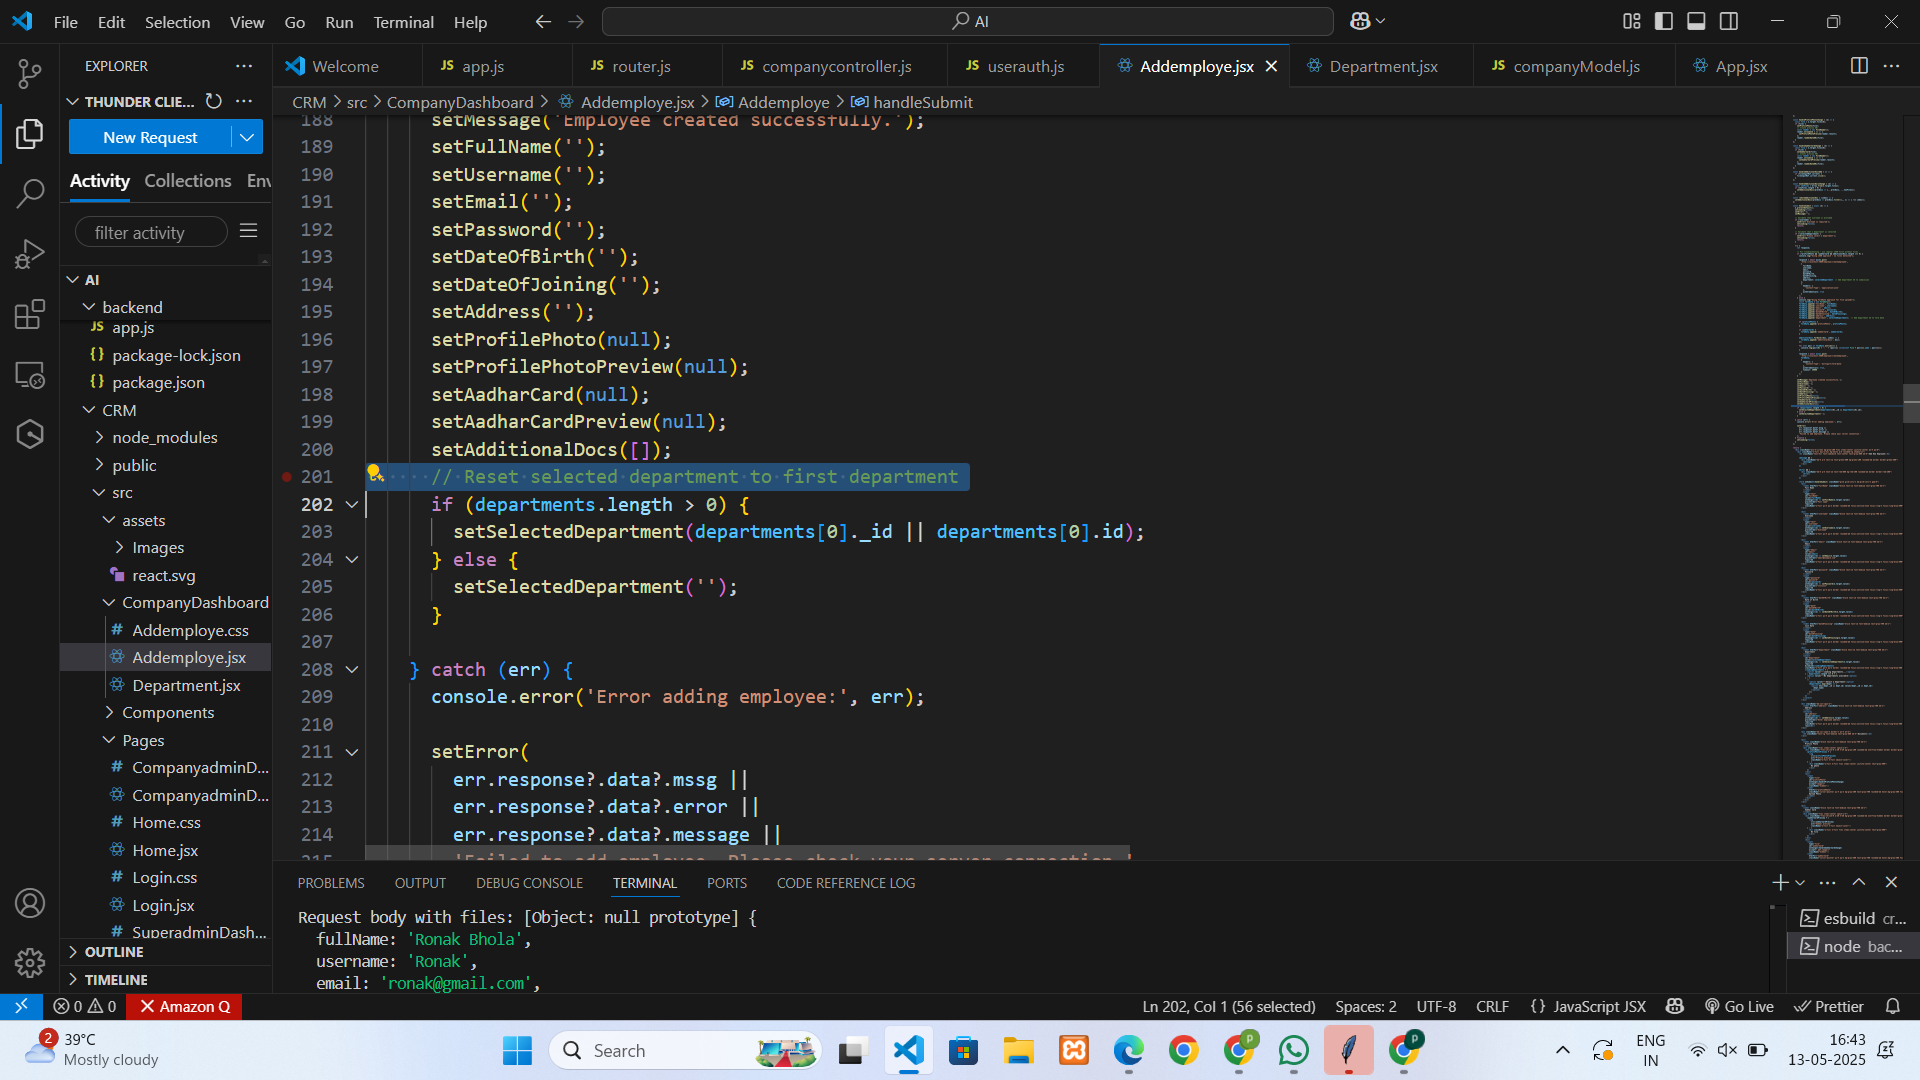 File Edit Selection View Go Run Terminal Help
AI
EXPLORER
THUNDER CLIE...
New Request
Activity Collections Env
filter activity
AI
backend
JS app.js
{} package-lock.json
{} package.json
CRM
node_modules
public
src
assets
Images
react.svg
CompanyDashboard
# Addemploye.css
Addemploye.jsx
Department.jsx
Components
Pages
# CompanyadminD...
CompanyadminD...
# Home.css
Home.jsx
# Login.css
Login.jsx
# SuperadminDash...
OUTLINE
TIMELINE
Welcome JS app.js JS router.js JS companycontroller.js JS userauth.js Addemploye.jsx Department.jsx JS companyModel.js App.jsx
CRM > src > CompanyDashboard > Addemploye.jsx > Addemploye > handleSubmit
188 setMessage('Employee created successfully.');
189 setFullName('');
190 setUsername('');
191 setEmail('');
192 setPassword('');
193 setDateOfBirth('');
194 setDateOfJoining('');
195 setAddress('');
196 setProfilePhoto(null);
197 setProfilePhotoPreview(null);
198 setAadharCard(null);
199 setAadharCardPreview(null);
200 setAdditionalDocs([]);
201 // Reset selected department to first department
202 if (departments.length > 0) {
203 setSelectedDepartment(departments[0]._id || departments[0].id);
204 } else {
205 setSelectedDepartment('');
206 }
207
208 } catch (err) {
209 console.error('Error adding employee:', err);
210
211 setError(
212 err.response?.data?.mssg ||
213 err.response?.data?.error ||
214 err.response?.data?.message ||
215 'Failed to add employee. Please check your server connection.'
PROBLEMS OUTPUT DEBUG CONSOLE TERMINAL PORTS CODE REFERENCE LOG
Request body with files: [Object: null prototype] {
fullName: 'Ronak Bhola',
username: 'Ronak',
email: 'ronak@gmail.com',
esbuild cr...
node bac...
0 0 Amazon Q
Ln 202, Col 1 (56 selected) Spaces: 2 UTF-8 CRLF {} JavaScript JSX Go Live Prettier
2
39°C
Mostly cloudy
Search
P
P
ENG
IN
16:43
13-05-2025